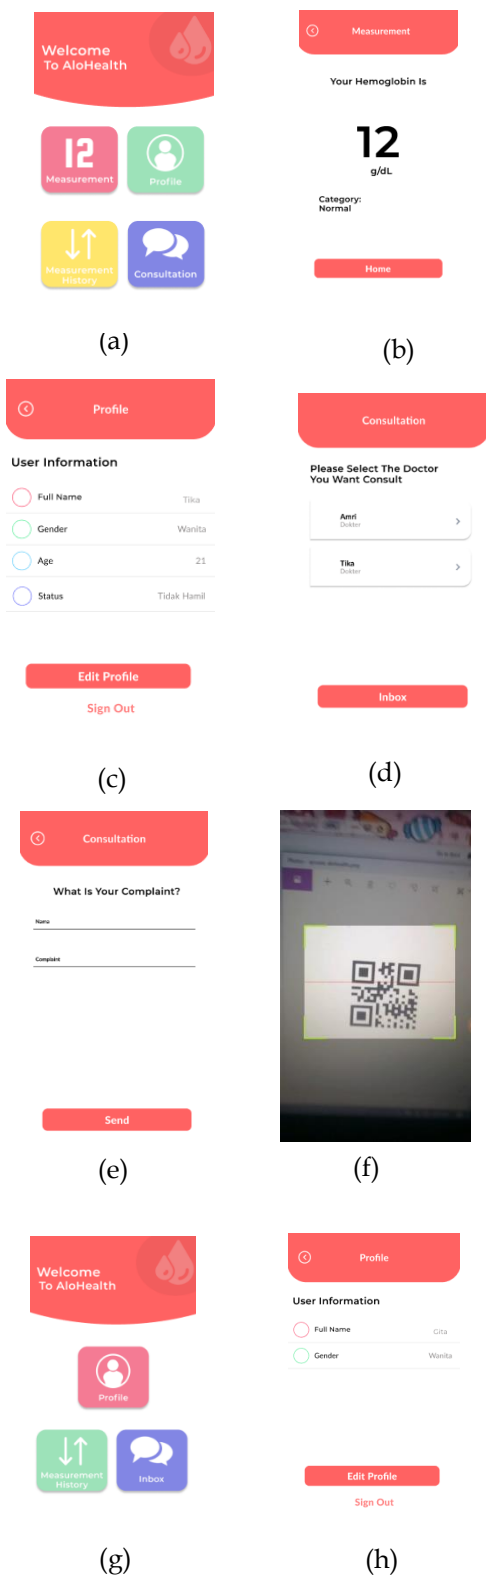 Welcome
To AloHealth
12
Measurement
Profile
Measurement
History
Consultation
(a)
Measurement
Your Hemoglobin Is
12
g/dL
Category:
Normal
Home
(b)
Profile
User Information
Full Name
Tika
Gender
Wanita
Age
21
Status
Tidak Hamil
Edit Profile
Sign Out
(c)
Consultation
Please Select The Doctor
You Want Consult
Amri
Dokter
Tika
Dokter
Inbox
(d)
Consultation
What Is Your Complaint?
Nama
Complaint
Send
(e)
(f)
Welcome
To AloHealth
Profile
Measurement
History
Inbox
(g)
Profile
User Information
Full Name
Gita
Gender
Wanita
Edit Profile
Sign Out
(h)